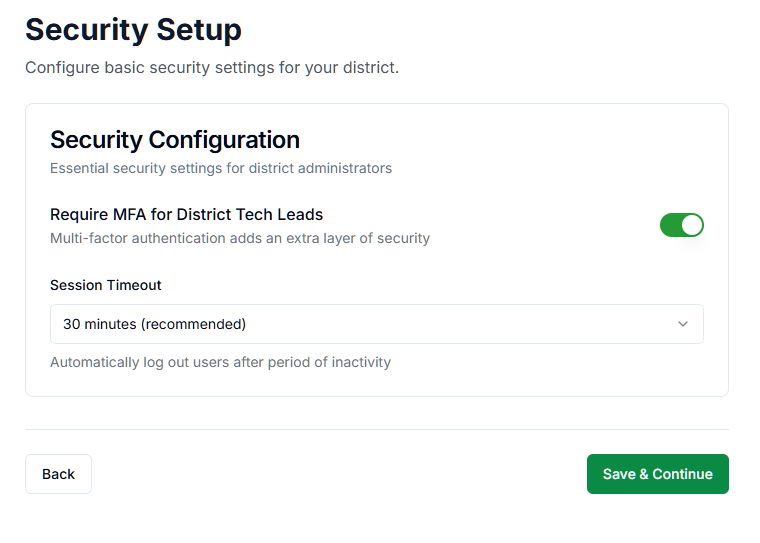 Security Setup
Configure basic security settings for your district.
Security Configuration
Essential security settings for district administrators
Require MFA for District Tech Leads
Multi-factor authentication adds an extra layer of security
Session Timeout
30 minutes (recommended)
Automatically log out users after period of inactivity
Back
Save & Continue